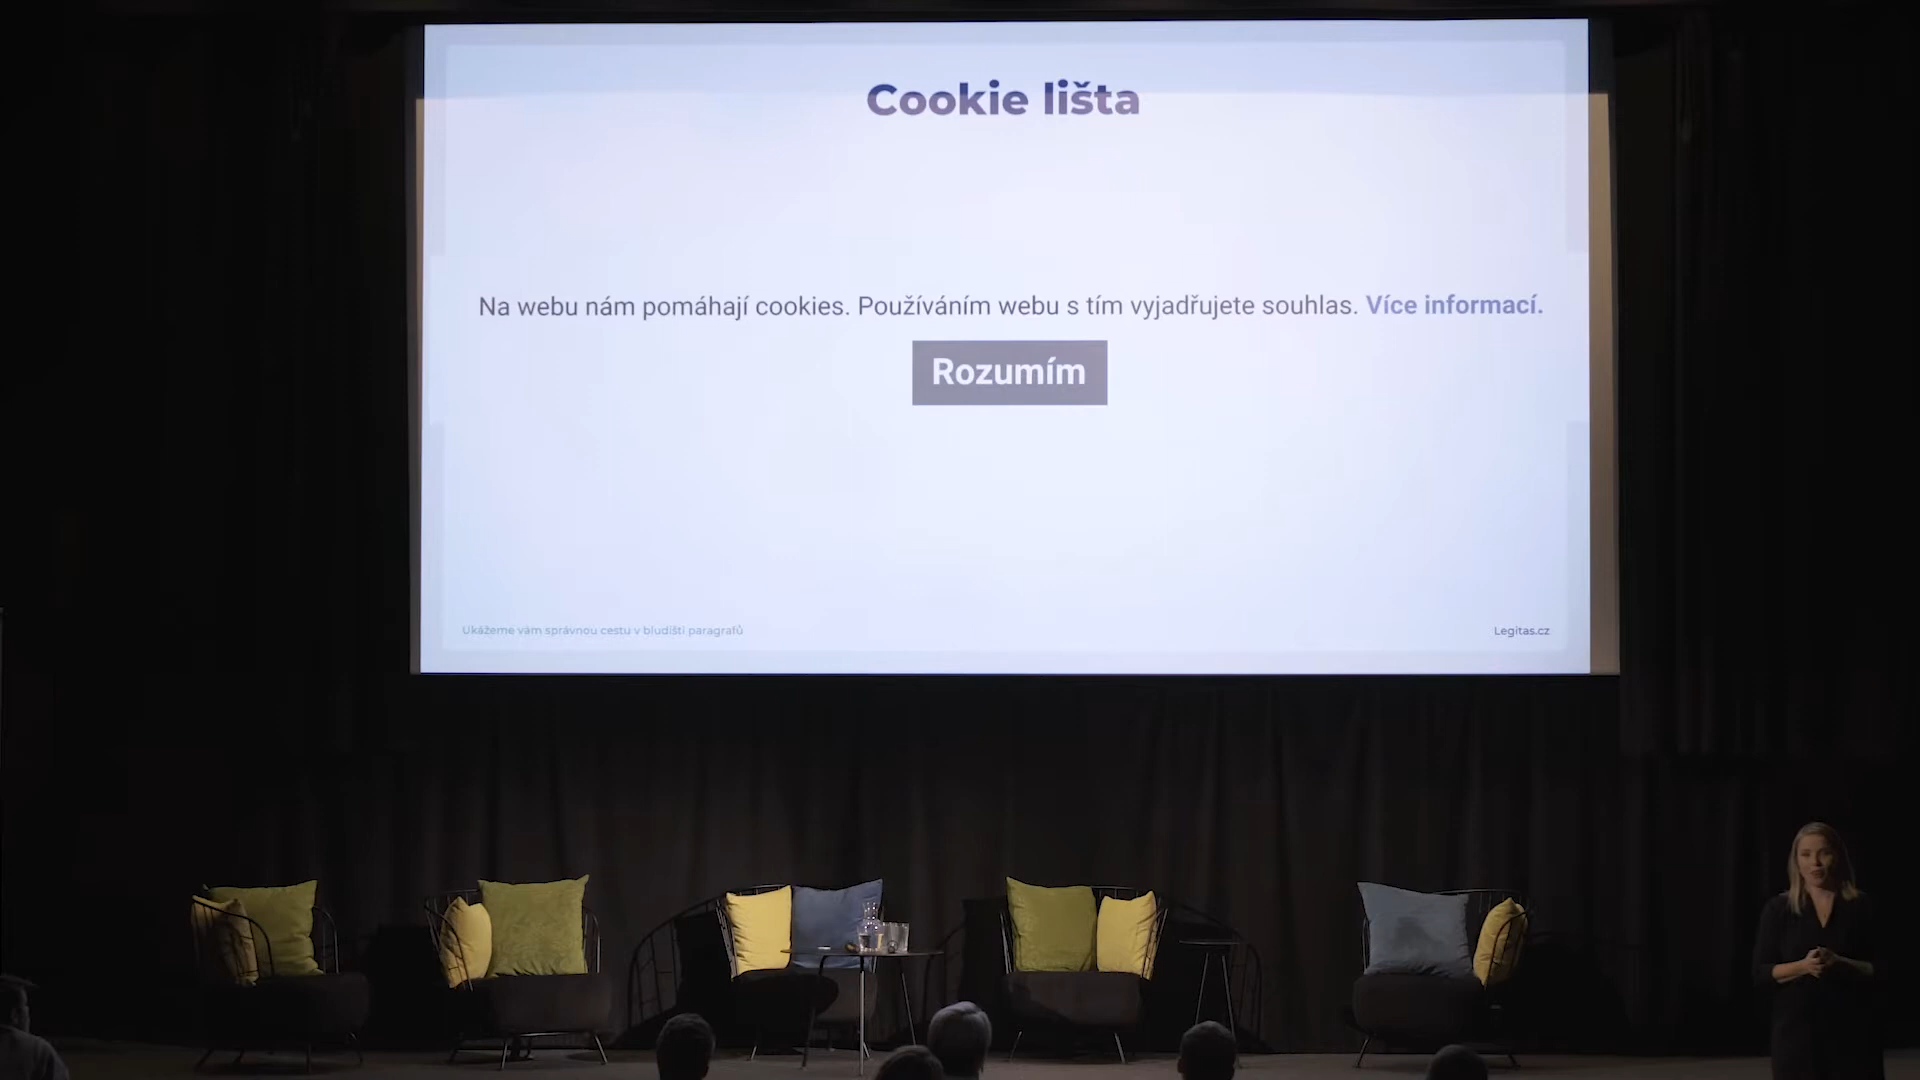 Cookie lišta
Na webu nám pomáhají cookies. Používáním webu s tím vyjadřujete souhlas. Více informací.
Rozumím
Ukážeme vám správnou cestu v bludišti paragrafů
Legitas.cz